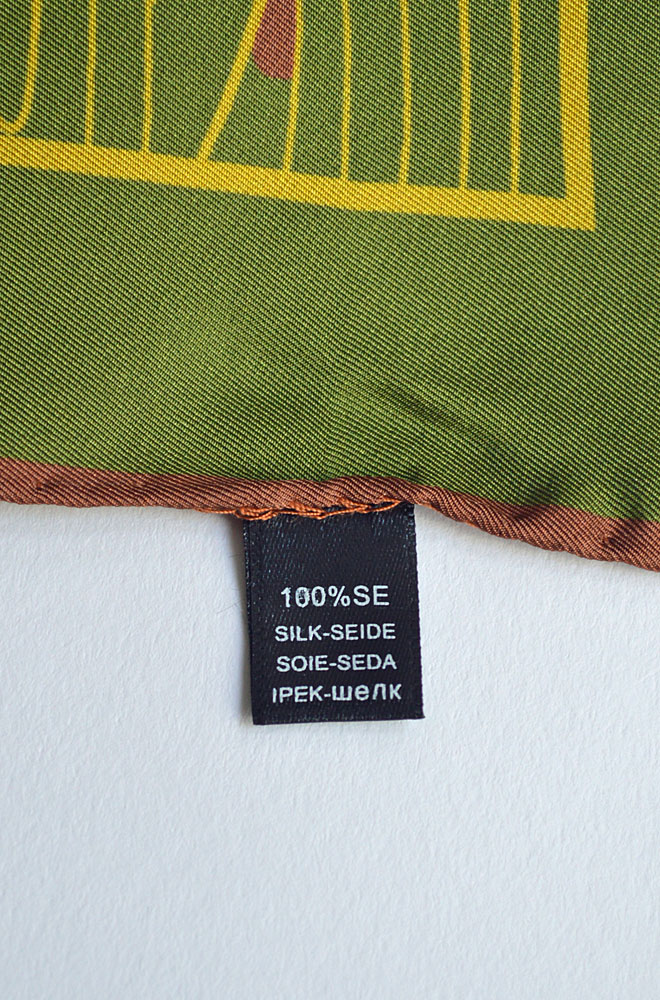 100%SE
SILK-SEIDE
SOIE-SEDA
IPEK-шелк